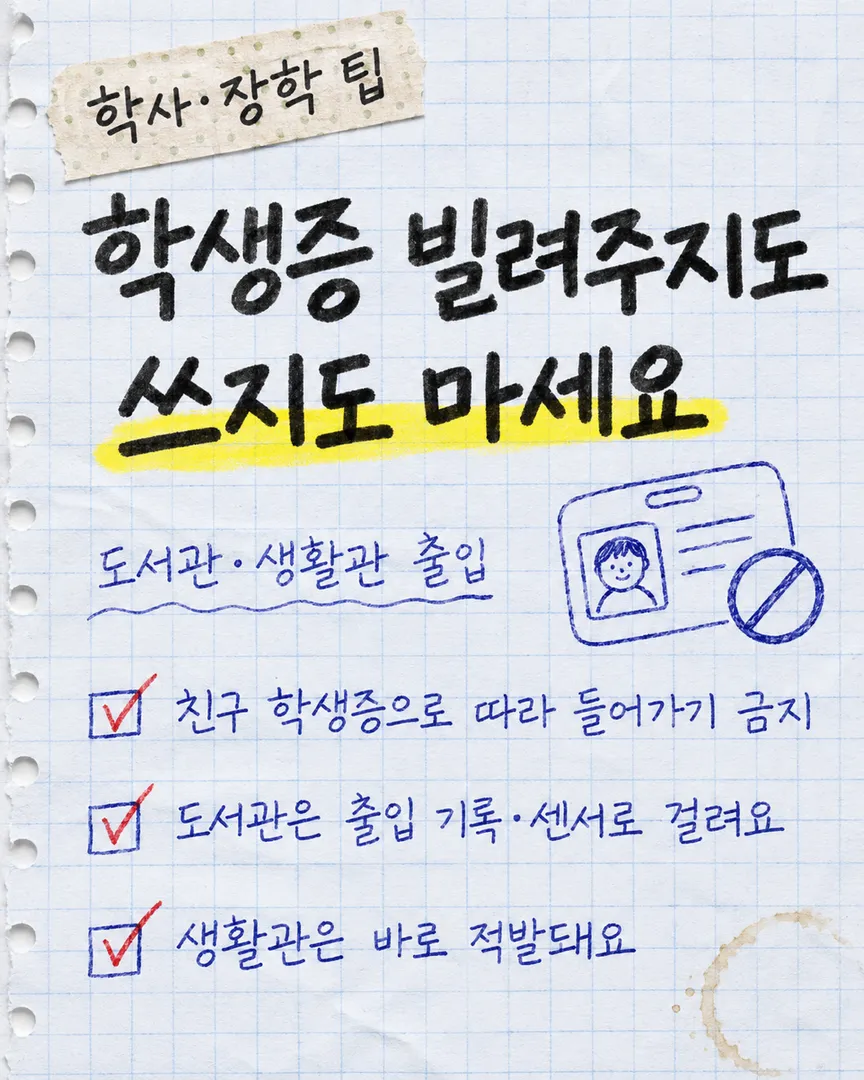 학사·장학 팁
학생증 빌려주지도
쓰지도 마세요
도서관·생활관 출입
친구 학생증으로 따라 들어가기 금지
도서관은 출입 기록·센서로 걸려요
생활관은 바로 적발돼요